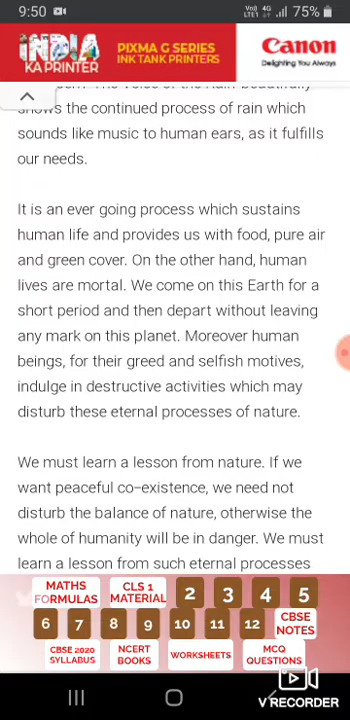 9:50
Vo) 4G
LTE1
75%
INDIA
KA PRINTER
PIXMA G SERIES
INK TANK PRINTERS
Canon
Delighting You Always
shows the continued process of rain which
sounds like music to human ears, as it fulfills
our needs.
It is an ever going process which sustains
human life and provides us with food, pure air
and green cover. On the other hand, human
lives are mortal. We come on this Earth for a
short period and then depart without leaving
any mark on this planet. Moreover human
beings, for their greed and selfish motives,
indulge in destructive activities which may
disturb these eternal processes of nature.
We must learn a lesson from nature. If we
want peaceful co-existence, we need not
disturb the balance of nature, otherwise the
whole of humanity will be in danger. We must
learn a lesson from such eternal processes
MATHS
FORMULAS
CLS 1
MATERIAL
2 3 4 5
6 7 8 9 10 11 12
CBSE
NOTES
CBSE 2020
SYLLABUS
NCERT
BOOKS
WORKSHEETS
MCQ
QUESTIONS
V RECORDER